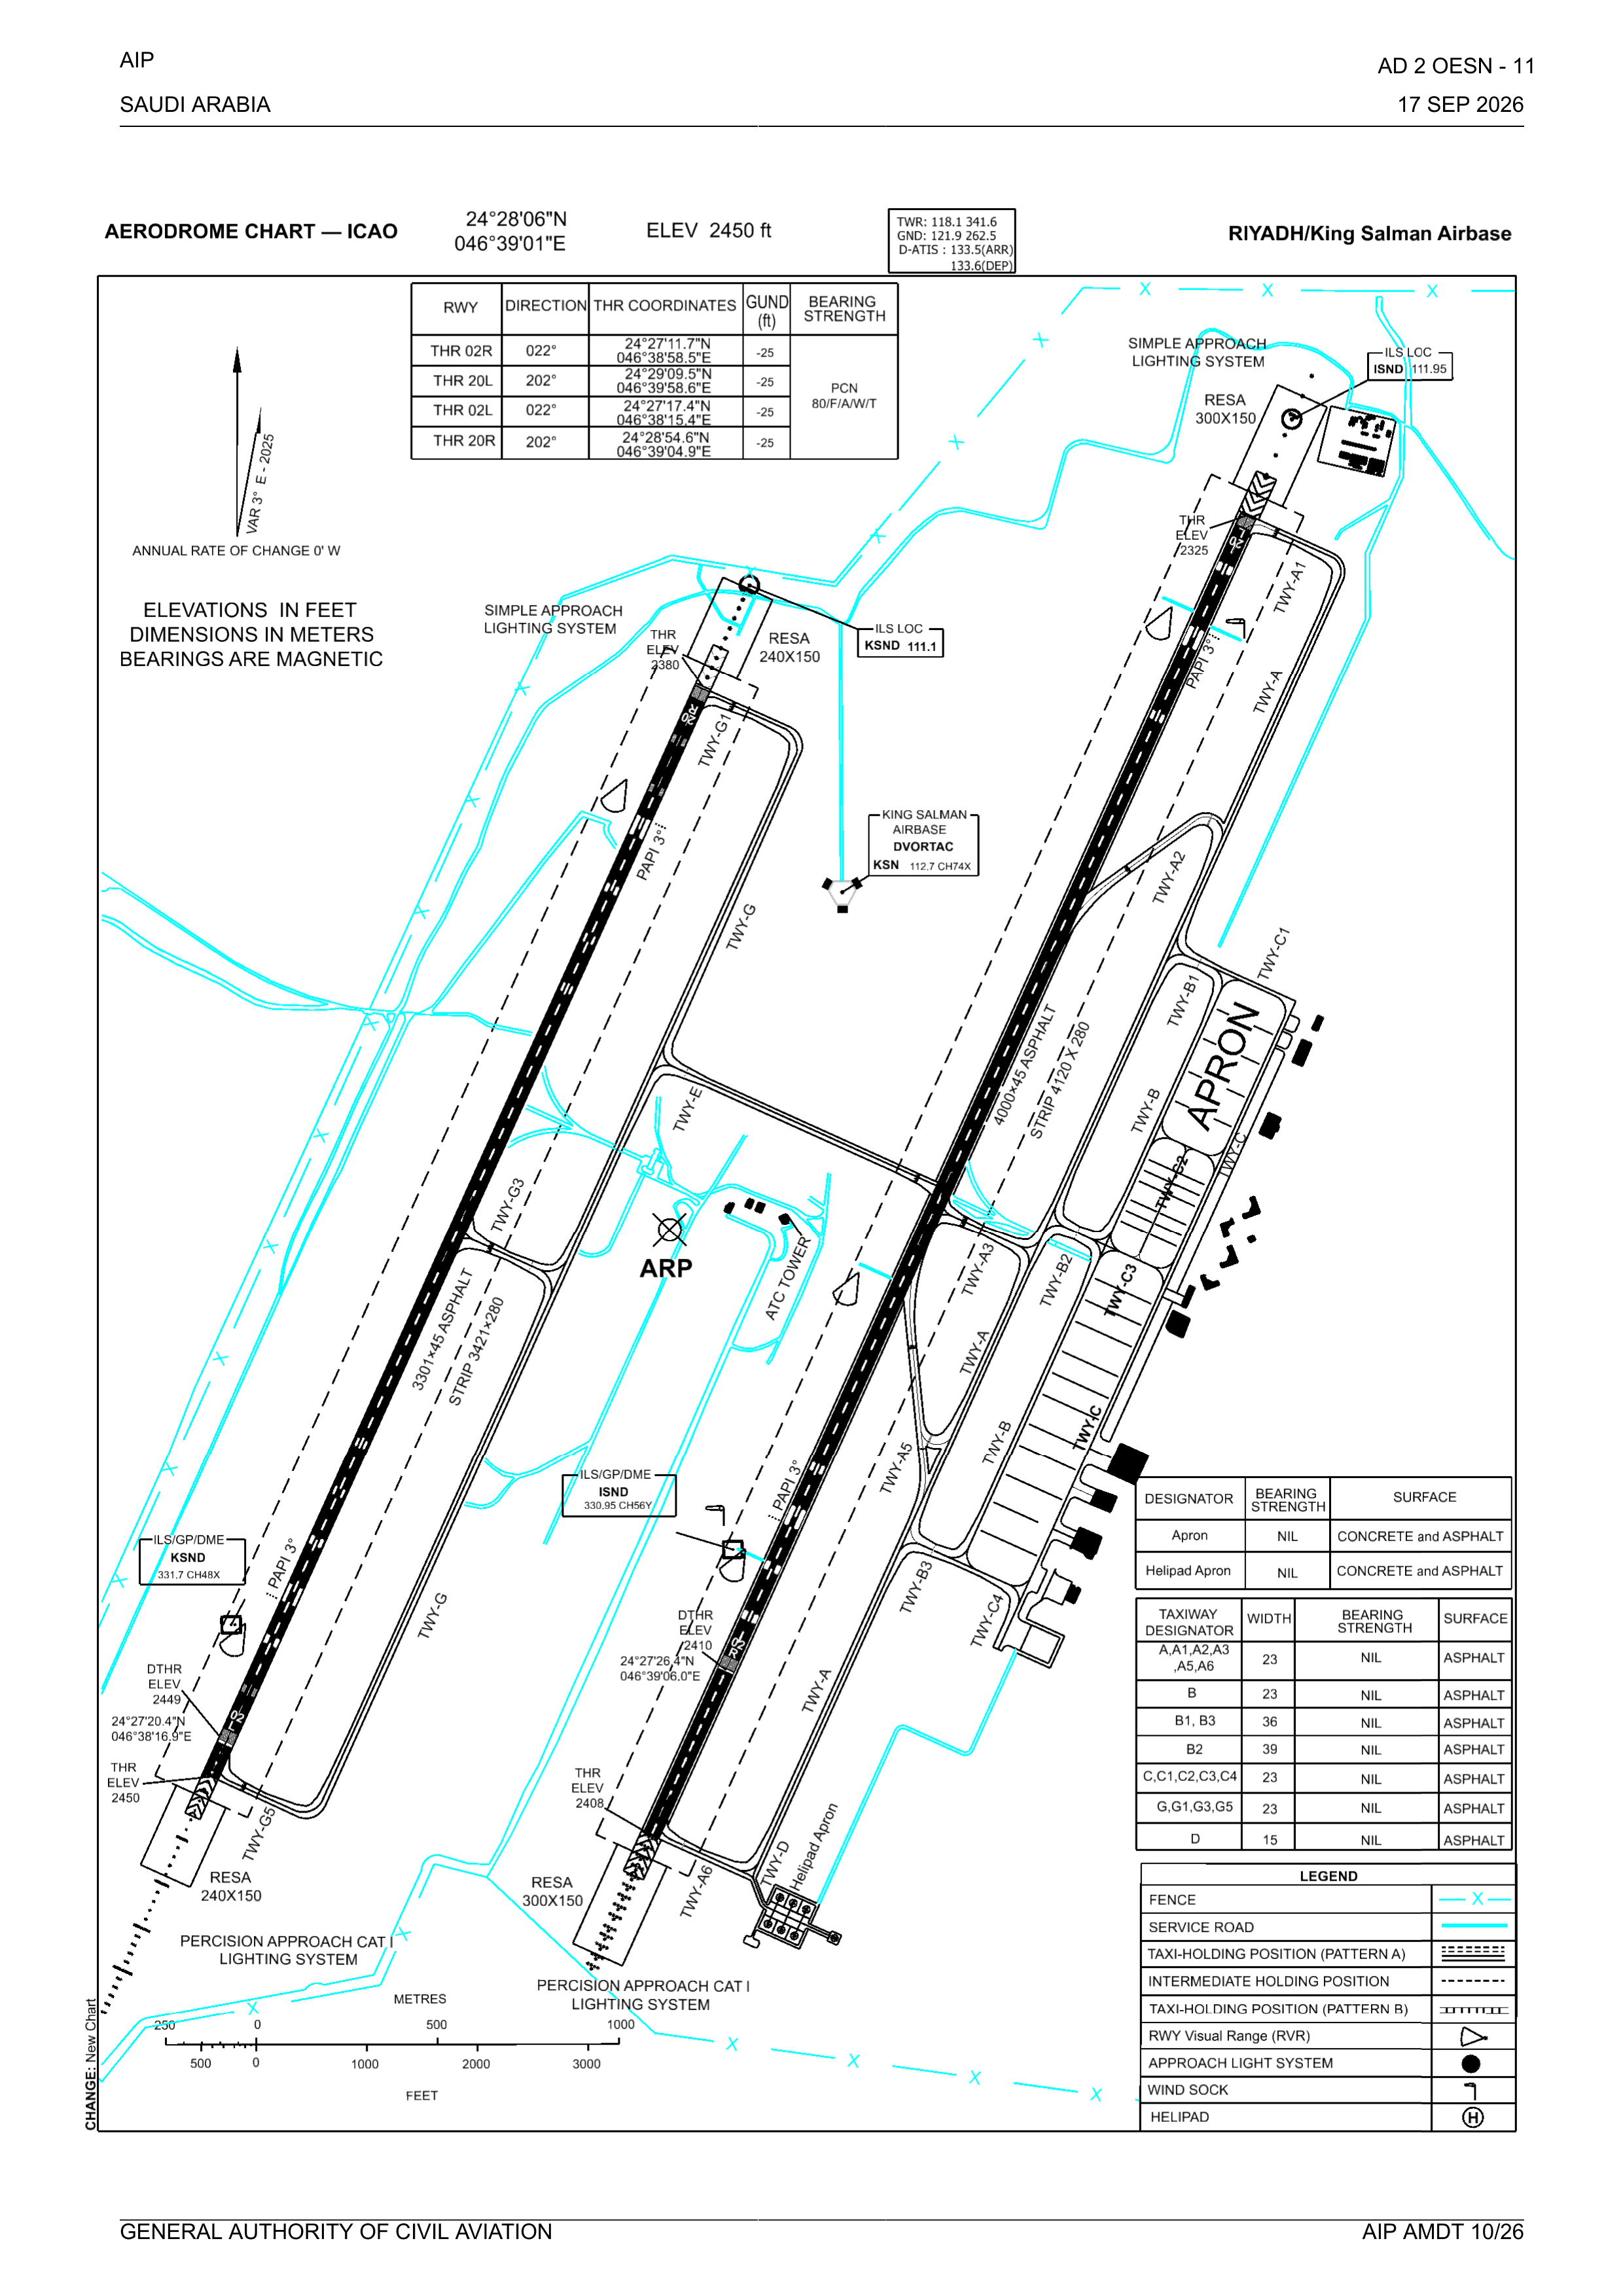 AIP
AD 2 OESN - 11
SAUDI ARABIA
17 SEP 2026
AERODROME CHART — ICAO
24°28'06"N
046°39'01"E
ELEV 2450 ft
TWR: 118.1 341.6
GND: 121.9 262.5
D-ATIS : 133.5(ARR)
133.6(DEP)
RIYADH/King Salman Airbase
RWY DIRECTION THR COORDINATES GUND (ft) BEARING STRENGTH
THR 02R 022° 24°27'11.7"N 046°38'58.5"E -25
THR 20L 202° 24°29'09.5"N 046°39'58.6"E -25
THR 02L 022° 24°27'17.4"N 046°38'15.4"E -25
THR 20R 202° 24°28'54.6"N 046°39'04.9"E -25
PCN
80/F/A/W/T
VAR 3° E - 2025
ANNUAL RATE OF CHANGE 0' W
ELEVATIONS IN FEET
DIMENSIONS IN METERS
BEARINGS ARE MAGNETIC
SIMPLE APPROACH
LIGHTING SYSTEM
ILS LOC
ISND 111.95
RESA
300X150
THR
ELEV
2325
TWY-A1
PAPI 3°
TWY-A
SIMPLE APPROACH
LIGHTING SYSTEM
THR
ELEV
2380
RESA
240X150
ILS LOC
KSND 111.1
TWY-G1
PAPI 3°
KING SALMAN
AIRBASE
DVORTAC
KSN 112.7 CH74X
TWY-A2
TWY-G
TWY-C1
TWY-B1
APRON
4000×45 ASPHALT
STRIP 4120 X 280
TWY-B
TWY-E
TWY-C
TWY-C2
TWY-G3
ARP
ATC TOWER
TWY-A3
TWY-B2
TWY-C3
3301×45 ASPHALT
STRIP 3421×280
TWY-A
TWY-B
TWY-C
TWY-A5
PAPI 3°
ILS/GP/DME
ISND
330.95 CH56Y
ILS/GP/DME
KSND
331.7 CH48X
PAPI 3°
TWY-G
TWY-B3
TWY-C4
DTHR
ELEV
2410
24°27'26.4"N
046°39'06.0"E
02R
TWY-A
DTHR
ELEV
2449
24°27'20.4"N
046°38'16.9"E
02L
THR
ELEV
2450
TWY-G5
THR
ELEV
2408
TWY-D
Helipad Apron
TWY-A6
RESA
240X150
RESA
300X150
PERCISION APPROACH CAT I
LIGHTING SYSTEM
PERCISION APPROACH CAT I
LIGHTING SYSTEM
DESIGNATOR BEARING STRENGTH SURFACE
Apron NIL CONCRETE and ASPHALT
Helipad Apron NIL CONCRETE and ASPHALT
TAXIWAY DESIGNATOR WIDTH BEARING STRENGTH SURFACE
A,A1,A2,A3 ,A5,A6 23 NIL ASPHALT
B 23 NIL ASPHALT
B1, B3 36 NIL ASPHALT
B2 39 NIL ASPHALT
C,C1,C2,C3,C4 23 NIL ASPHALT
G,G1,G3,G5 23 NIL ASPHALT
D 15 NIL ASPHALT
LEGEND
FENCE X
SERVICE ROAD
TAXI-HOLDING POSITION (PATTERN A)
INTERMEDIATE HOLDING POSITION
TAXI-HOLDING POSITION (PATTERN B)
RWY Visual Range (RVR)
APPROACH LIGHT SYSTEM
WIND SOCK
HELIPAD H
METRES
250 0 500 1000
500 0 1000 2000 3000
FEET
CHANGE: New Chart
GENERAL AUTHORITY OF CIVIL AVIATION
AIP AMDT 10/26